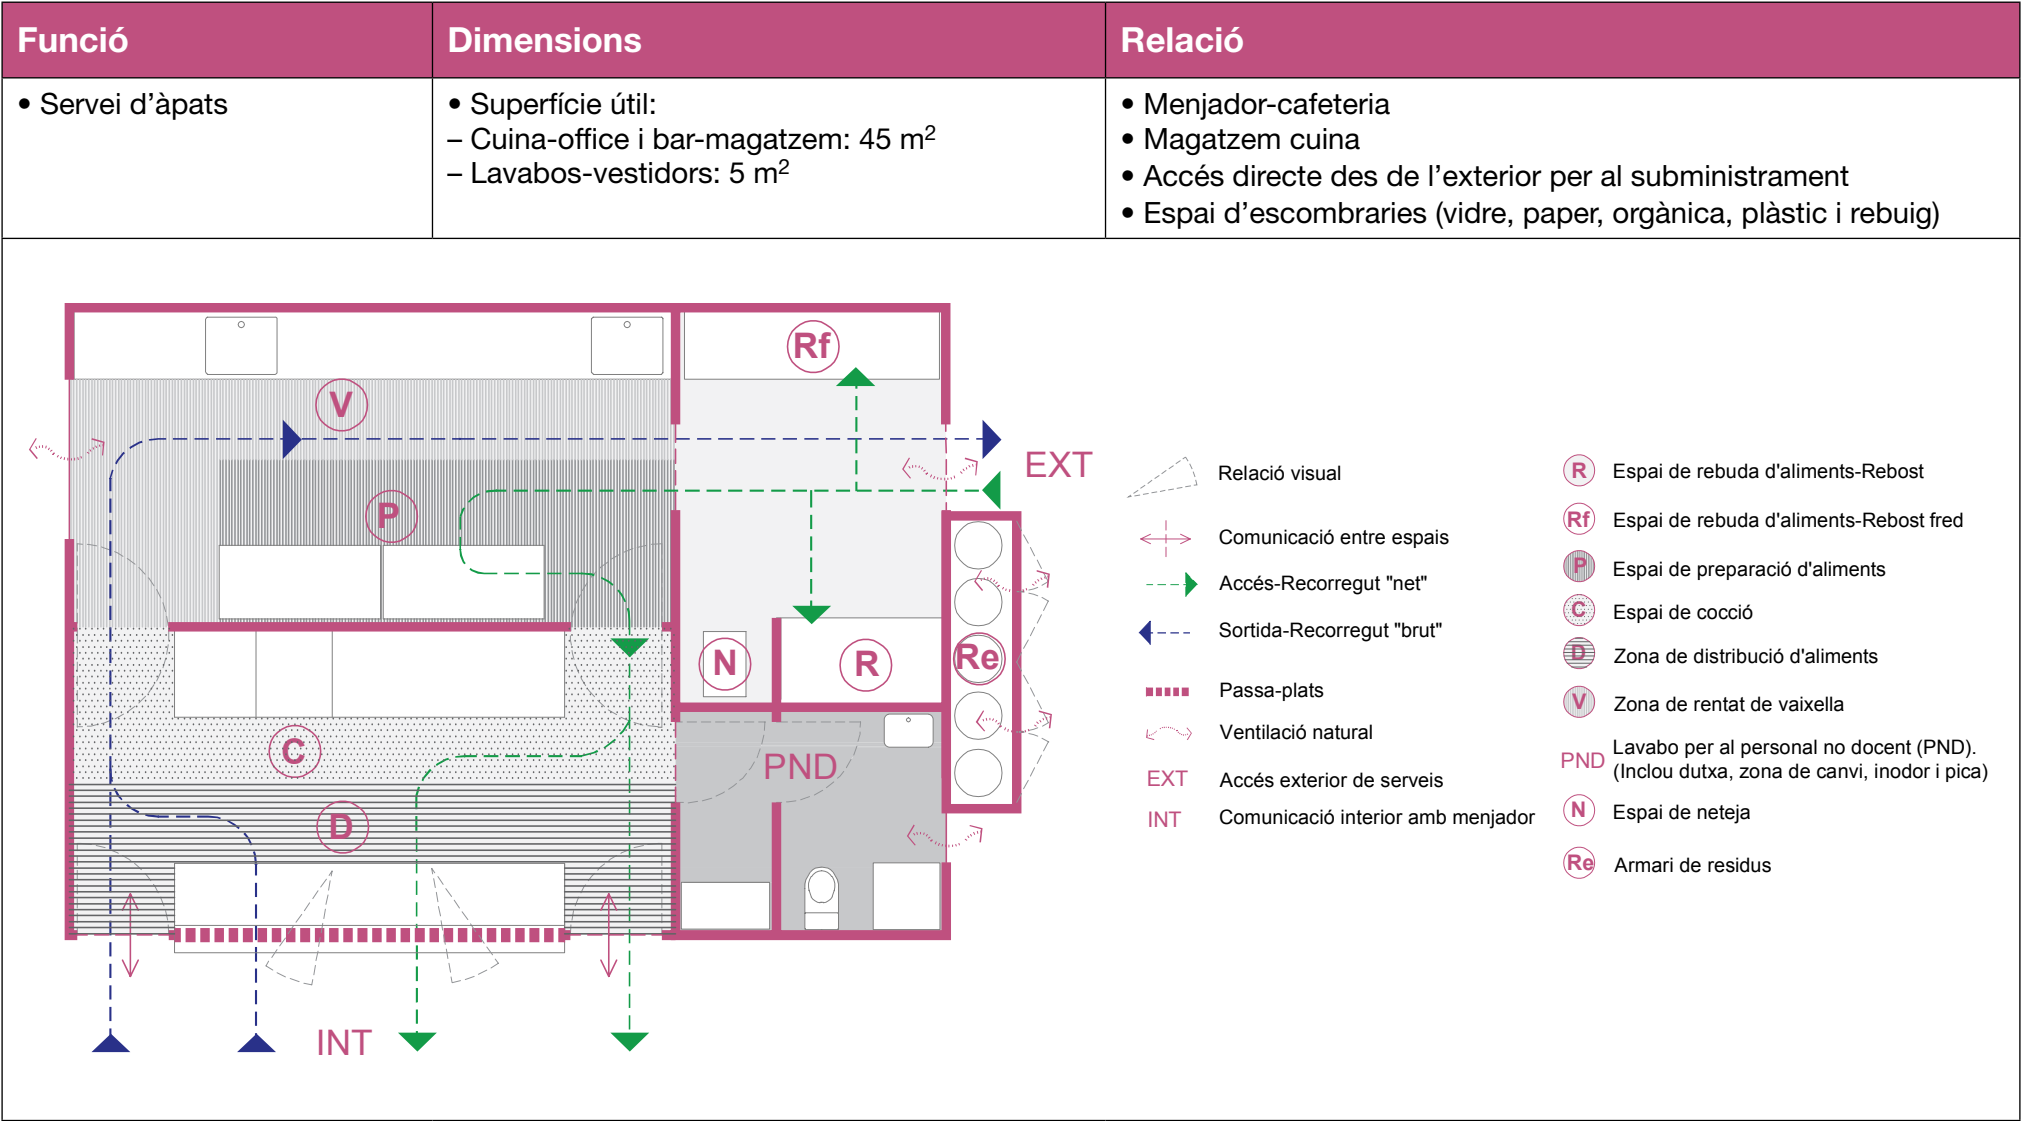 Funció
Dimensions
Relació
• Servei d’àpats
• Superfície útil:
– Cuina-office i bar-magatzem: 45 m²
– Lavabos-vestidors: 5 m²
• Menjador-cafeteria
• Magatzem cuina
• Accés directe des de l’exterior per al subministrament
• Espai d’escombraries (vidre, paper, orgànica, plàstic i rebuig)
Rf
V
EXT
P
N
R
Re
C
PND
D
INT
Relació visual
Comunicació entre espais
Accés-Recorregut "net"
Sortida-Recorregut "brut"
Passa-plats
Ventilació natural
EXT Accés exterior de serveis
INT Comunicació interior amb menjador
R Espai de rebuda d'aliments-Rebost
Rf Espai de rebuda d'aliments-Rebost fred
P Espai de preparació d'aliments
C Espai de cocció
D Zona de distribució d'aliments
V Zona de rentat de vaixella
PND Lavabo per al personal no docent (PND).
(Inclou dutxa, zona de canvi, inodor i pica)
N Espai de neteja
Re Armari de residus